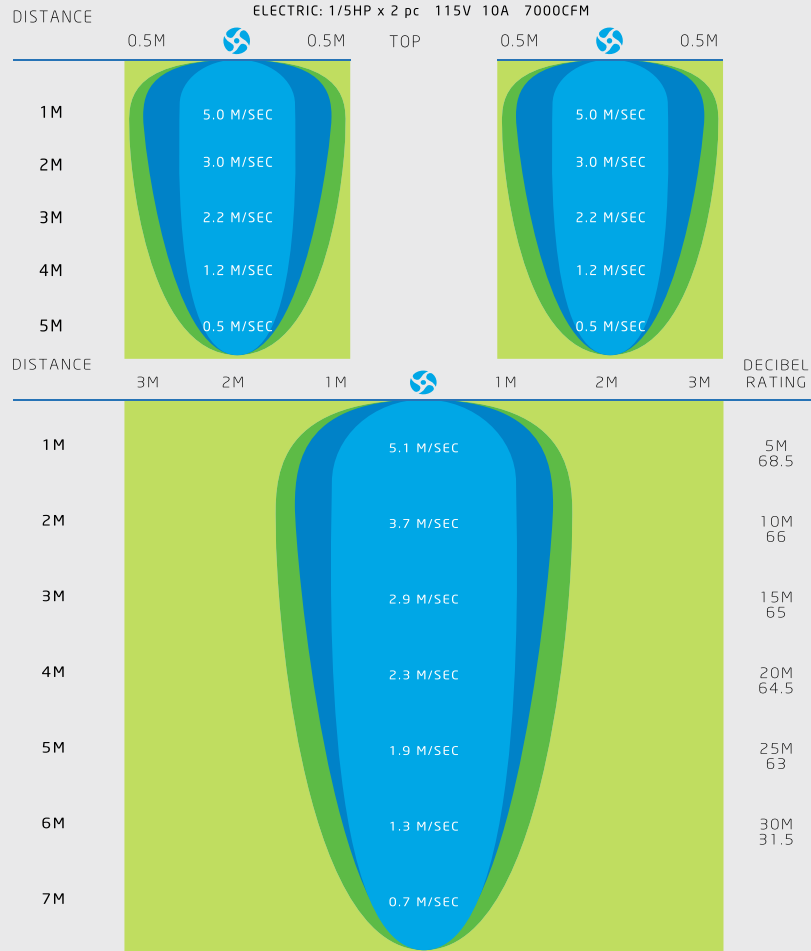 ELECTRIC: 1/5HP x 2 pc 115V 10A 7000CFM
DISTANCE
0.5M 0.5M TOP 0.5M 0.5M
1M 5.0 M/SEC 5.0 M/SEC
2M 3.0 M/SEC 3.0 M/SEC
3M 2.2 M/SEC 2.2 M/SEC
4M 1.2 M/SEC 1.2 M/SEC
5M 0.5 M/SEC 0.5 M/SEC
DISTANCE DECIBEL
3M 2M 1M 1M 2M 3M RATING
1M 5.1 M/SEC 5M
68.5
2M 3.7 M/SEC 10M
66
3M 2.9 M/SEC 15M
65
4M 2.3 M/SEC 20M
64.5
5M 1.9 M/SEC 25M
63
6M 1.3 M/SEC 30M
31.5
7M 0.7 M/SEC